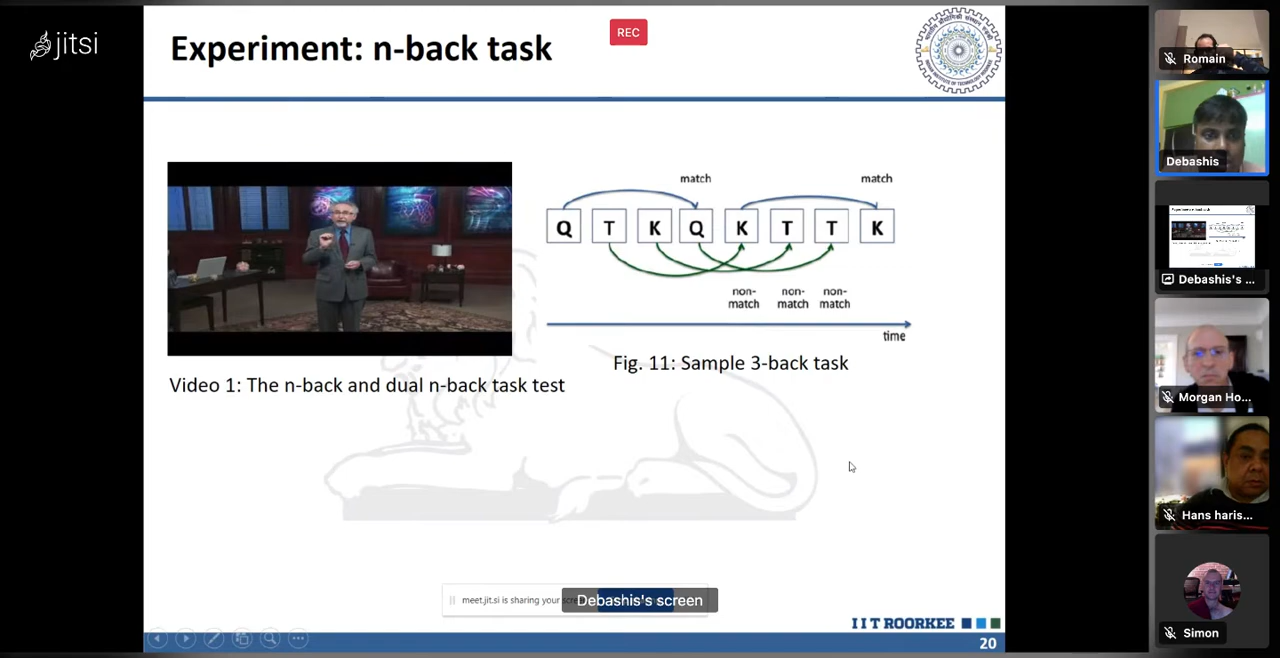 jitsi
Experiment: n-back task
REC
match
match
Q T K Q K T T K
non-
match
non-
match
non-
match
time
Fig. 11: Sample 3-back task
Video 1: The n-back and dual n-back task test
meet.jit.si is sharing your
Debashis's screen
IIT ROORKEE
20
Romain
Debashis
Debashis's ...
Morgan Ho...
Hans haris...
Simon